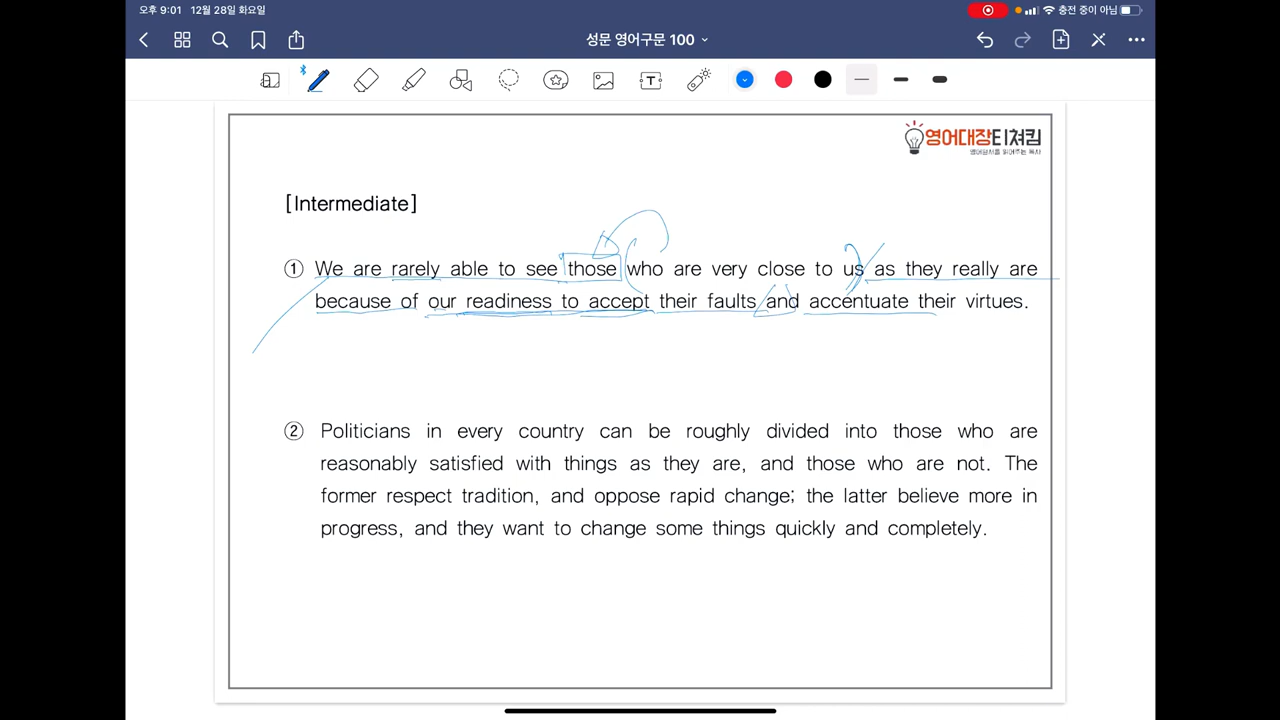 오후 9:01 12월 28일 화요일
충전 중이 아님
성문 영어구문 100
T
영어대장티쳐킴
[Intermediate]
① We are rarely able to see those who are very close to us as they really are
because of our readiness to accept their faults and accentuate their virtues.
② Politicians in every country can be roughly divided into those who are
reasonably satisfied with things as they are, and those who are not. The
former respect tradition, and oppose rapid change; the latter believe more in
progress, and they want to change some things quickly and completely.